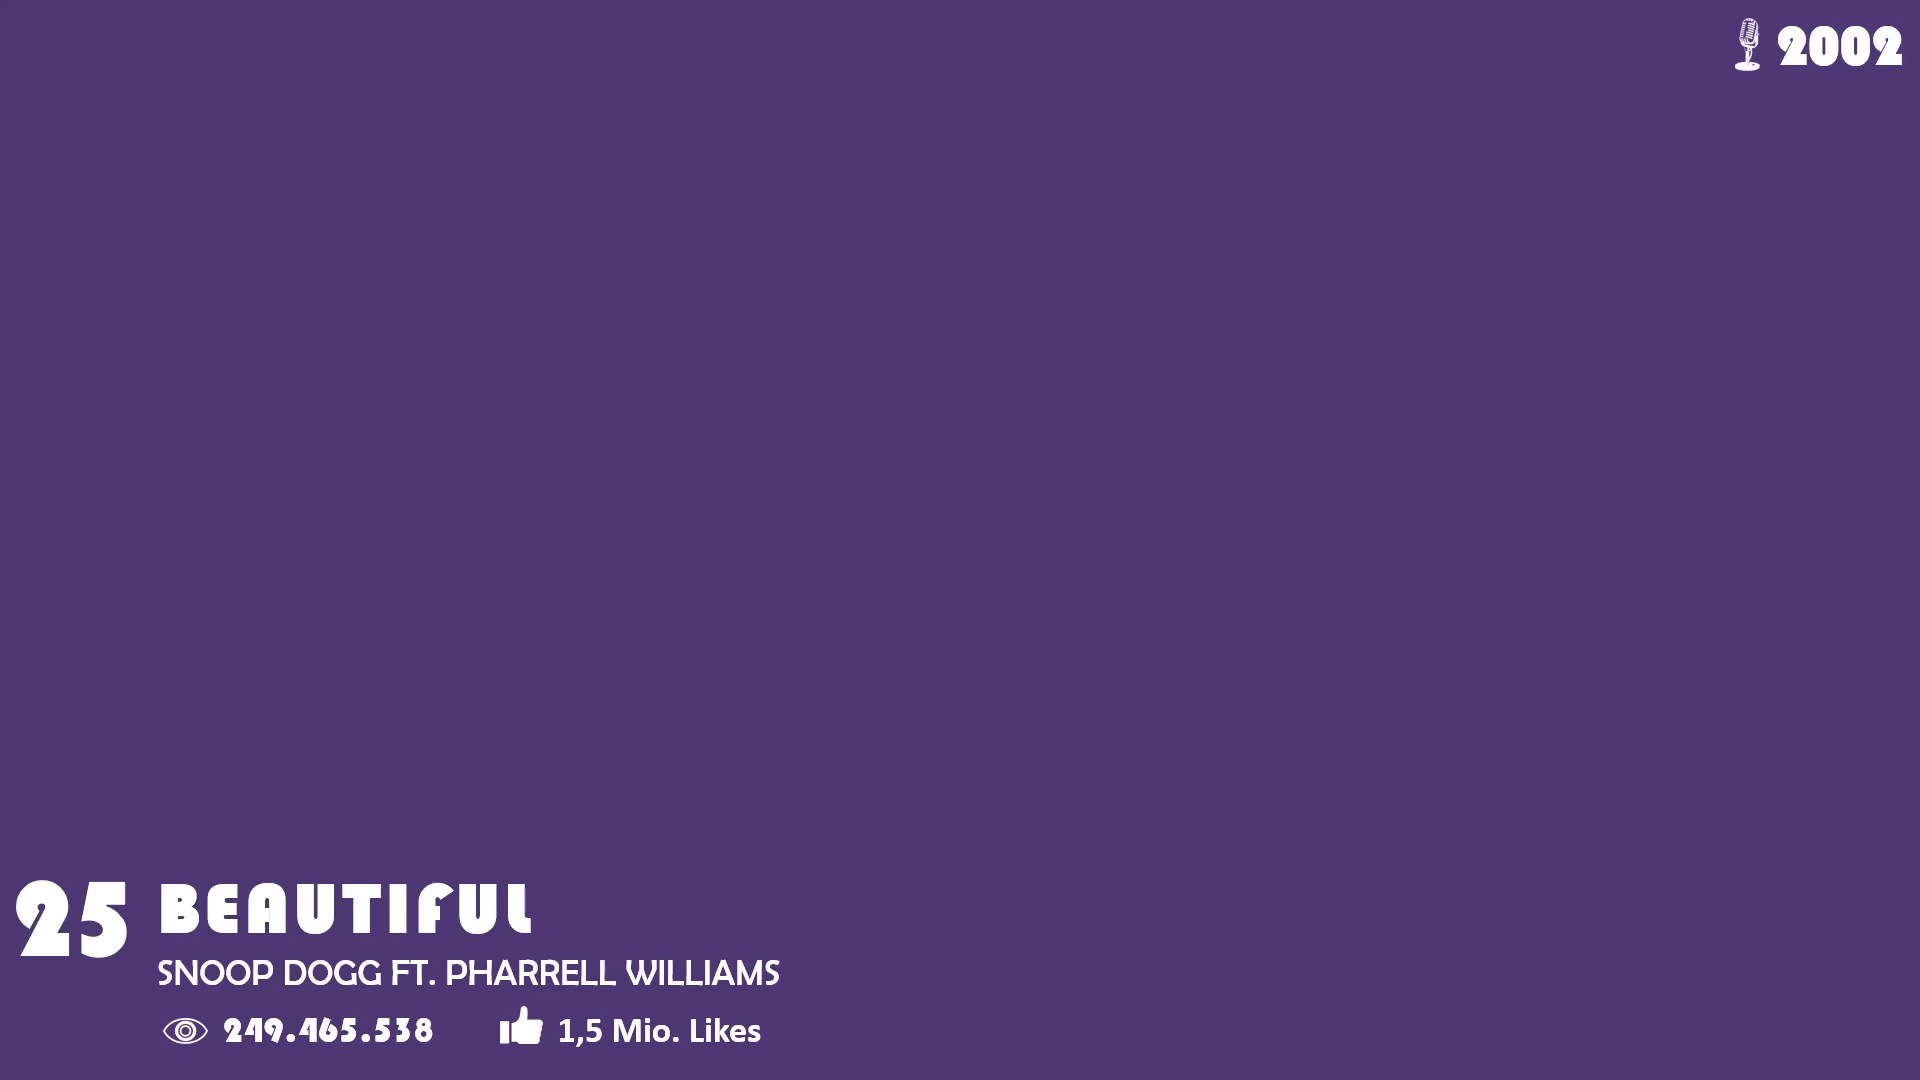 2002
25 BEAUTIFUL
SNOOP DOGG FT. PHARRELL WILLIAMS
249.465.538 1,5 Mio. Likes